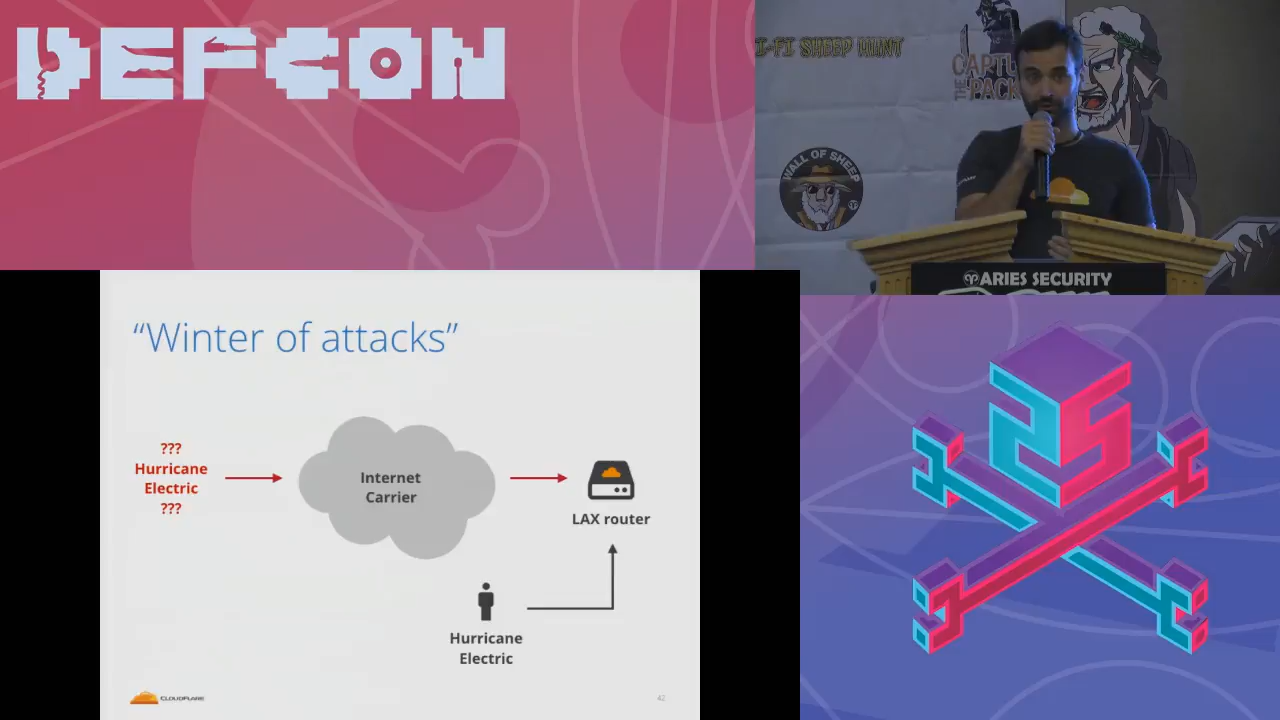 DEFCON
WI-FI SHEEP HUNT
CAPTURE
THE PACKET
WALL OF SHEEP
ARIES SECURITY
“Winter of attacks”
???
Hurricane
Electric
???
Internet
Carrier
LAX router
Hurricane
Electric
CLOUDFLARE
42